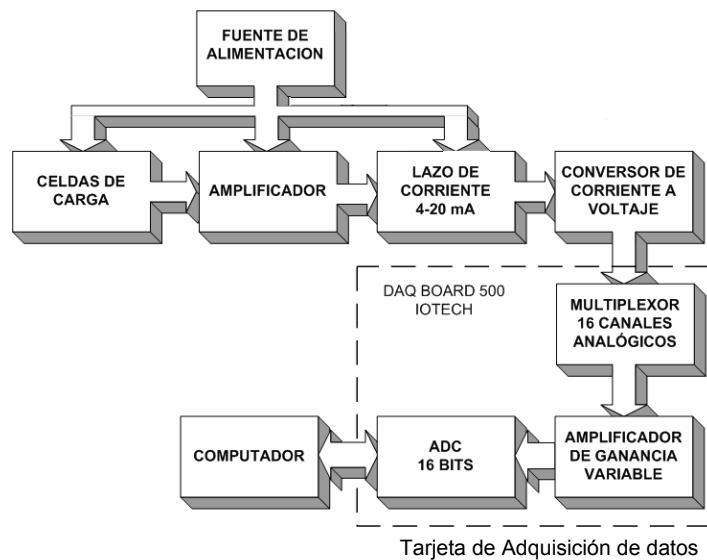 FUENTE DE
ALIMENTACION
CELDAS DE
CARGA
AMPLIFICADOR
LAZO DE
CORRIENTE
4-20 mA
CONVERSOR DE
CORRIENTE A
VOLTAJE
DAQ BOARD 500
IOTECH
MULTIPLEXOR
16 CANALES
ANALÓGICOS
COMPUTADOR
ADC
16 BITS
AMPLIFICADOR
DE GANANCIA
VARIABLE
Tarjeta de Adquisición de datos